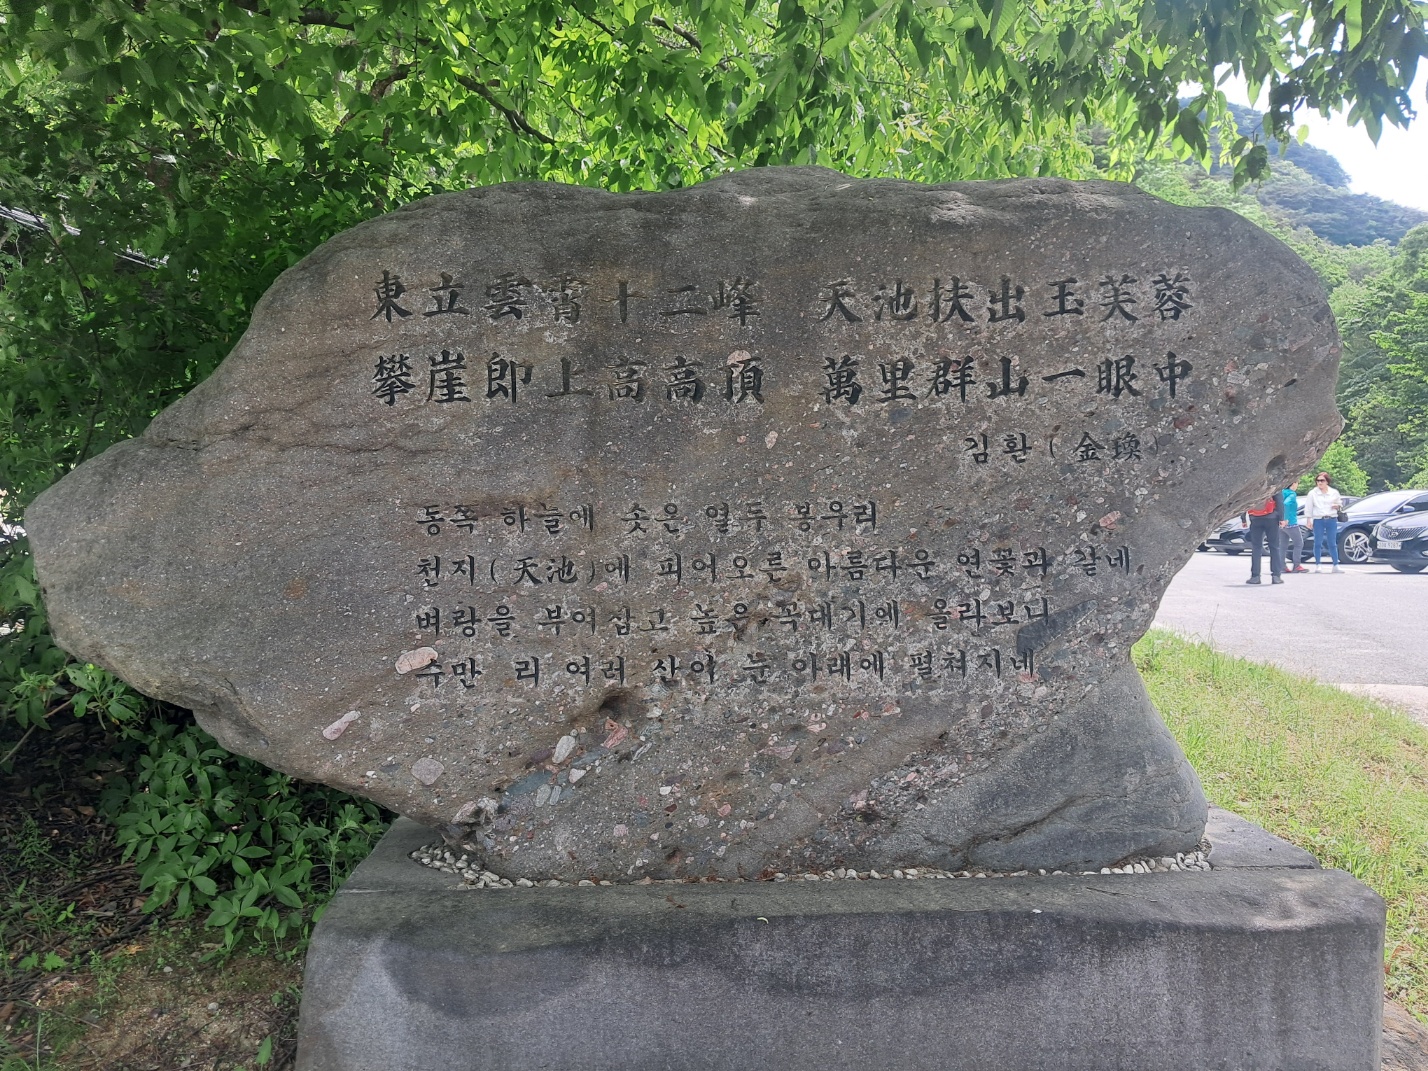 東立雲霄十二峰 天池扶出玉芙蓉
攀崖即上高高頂 萬里群山一眼中
김환(金瑍)
동쪽 하늘에 솟은 열두 봉우리
천지(天池)에 피어오른 아름다운 연꽃과 같네
벼랑을 부여잡고 높은 꼭대기에 올라보니
수만 리 여러 산이 눈 아래에 펼쳐지네